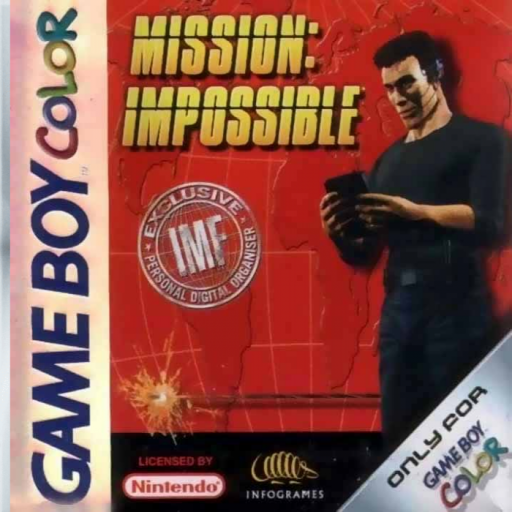 GAME BOY COLOR
TM
MISSION:
IMPOSSIBLE
EXCLUSIVE
IMF
PERSONAL DIGITAL ORGANISER
LICENSED BY
Nintendo
INFOGRAMES
ONLY FOR
GAME BOY
COLOR